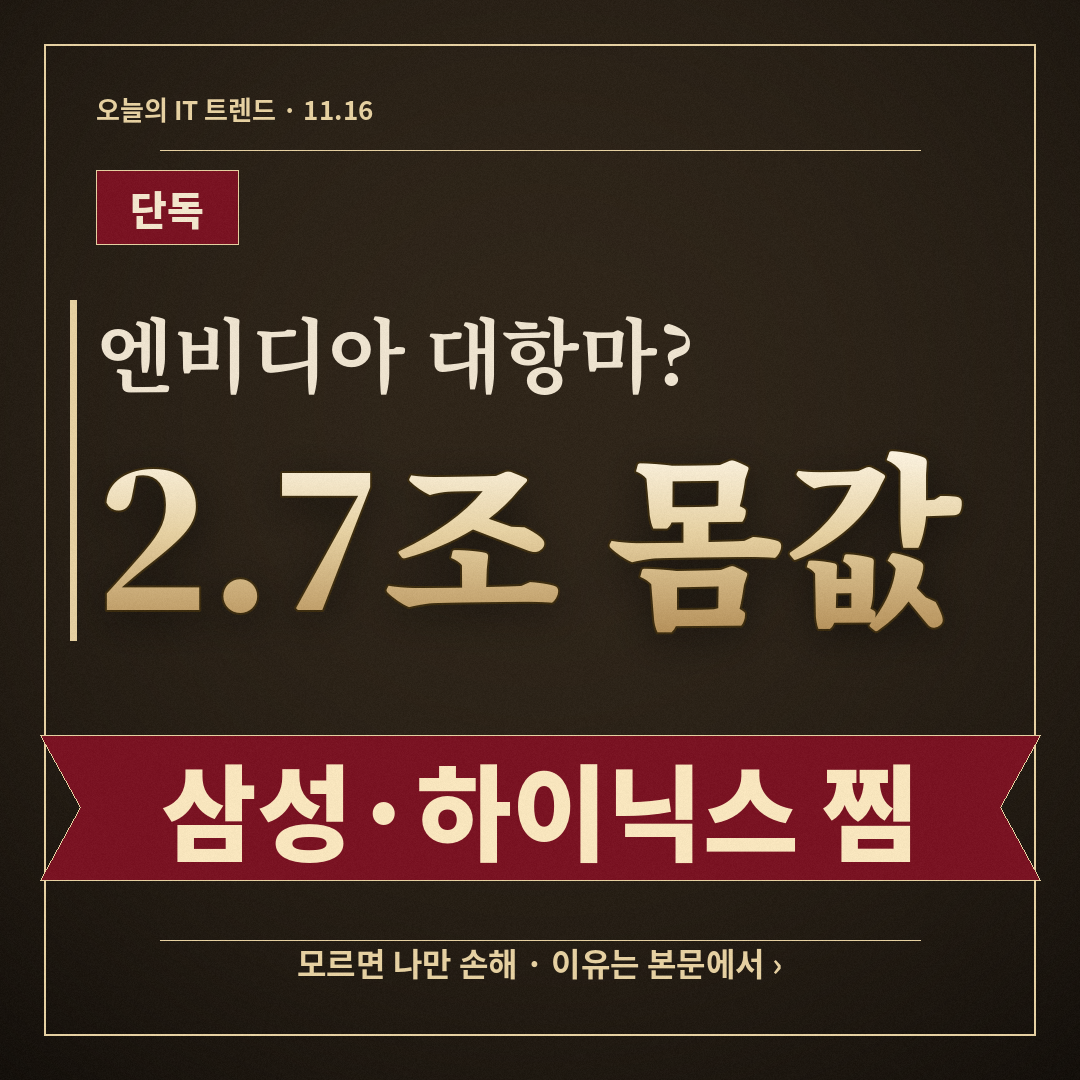 오늘의 IT 트렌드 · 11.16
단독
엔비디아 대항마?
2.7조 몸값
삼성·하이닉스 찜
모르면 나만 손해 · 이유는 본문에서 ›